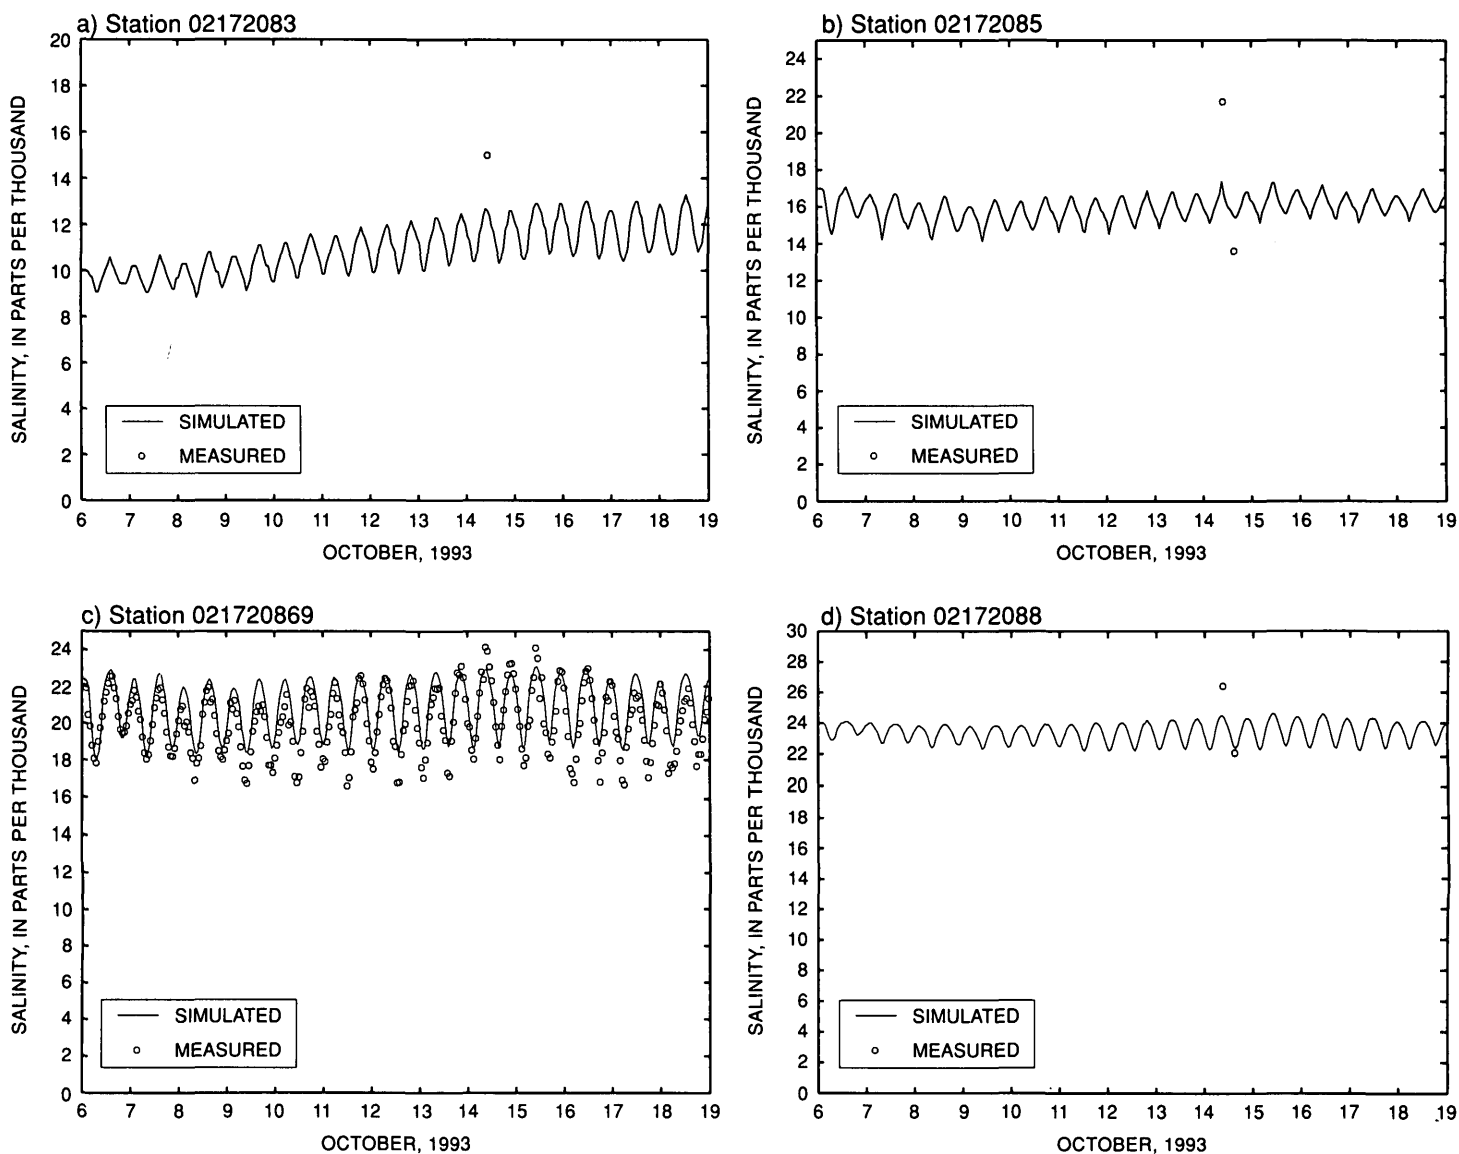 a) Station 02172083
20
18
16
14
12
10
8
6
4
2
0
SALINITY, IN PARTS PER THOUSAND
SIMULATED
MEASURED
6 7 8 9 10 11 12 13 14 15 16 17 18 19
OCTOBER, 1993
b) Station 02172085
24
22
20
18
16
14
12
10
8
6
4
2
0
SALINITY, IN PARTS PER THOUSAND
SIMULATED
MEASURED
6 7 8 9 10 11 12 13 14 15 16 17 18 19
OCTOBER, 1993
c) Station 021720869
24
22
20
18
16
14
12
10
8
6
4
2
0
SALINITY, IN PARTS PER THOUSAND
SIMULATED
MEASURED
6 7 8 9 10 11 12 13 14 15 16 17 18 19
OCTOBER, 1993
d) Station 02172088
30
28
26
24
22
20
18
16
14
12
10
8
6
4
2
0
SALINITY, IN PARTS PER THOUSAND
SIMULATED
MEASURED
6 7 8 9 10 11 12 13 14 15 16 17 18 19
OCTOBER, 1993